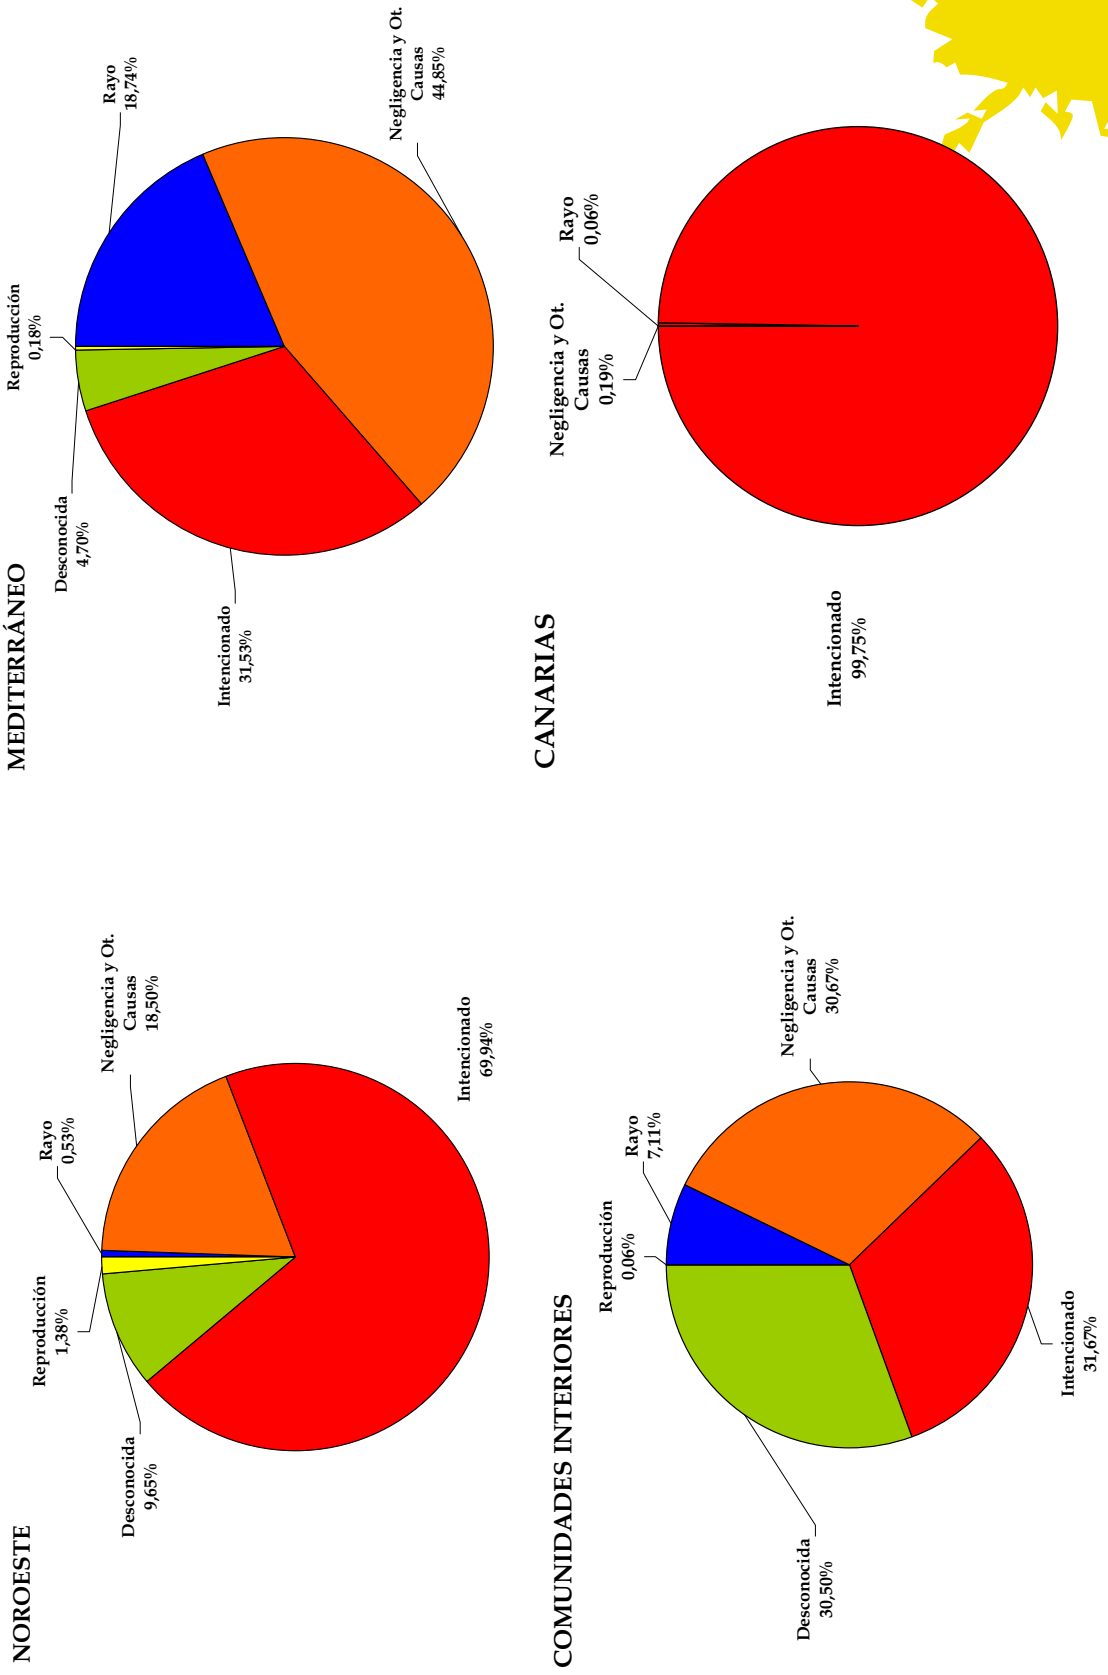 NOROESTE
Reproducción
1,38%
Rayo
0,53%
Negligencia y Ot.
Causas
18,50%
Desconocida
9,65%
Intencionado
69,94%
MEDITERRÁNEO
Reproducción
0,18%
Rayo
18,74%
Desconocida
4,70%
Negligencia y Ot.
Causas
44,85%
Intencionado
31,53%
COMUNIDADES INTERIORES
Reproducción
0,06%
Rayo
7,11%
Negligencia y Ot.
Causas
30,67%
Desconocida
30,50%
Intencionado
31,67%
CANARIAS
Negligencia y Ot.
Causas
0,19%
Rayo
0,06%
Intencionado
99,75%